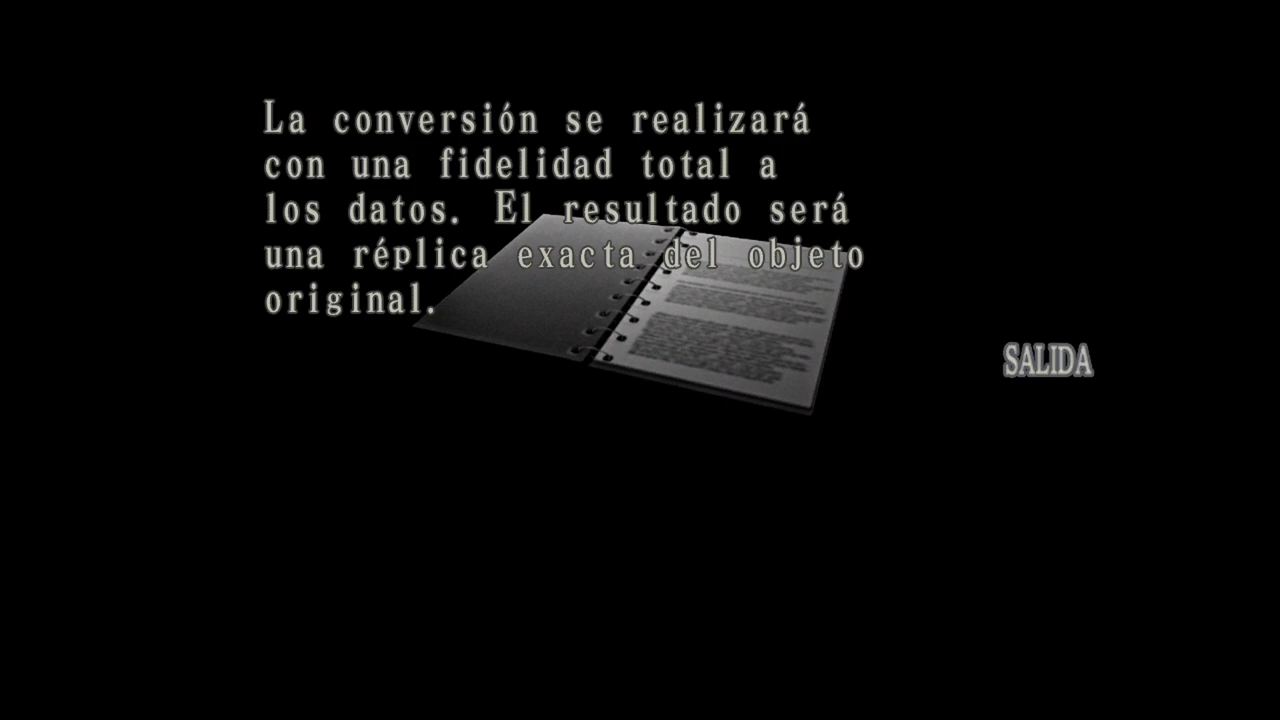 La conversión se realizará
con una fidelidad total a
los datos. El resultado será
una réplica exacta del objeto
original.
SALIDA